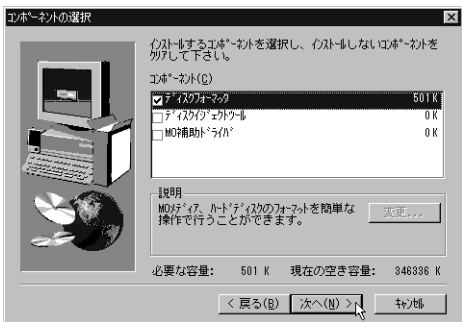 ｺﾝﾎﾟｰﾈﾝﾄの選択
ｲﾝｽﾄｰﾙするｺﾝﾎﾟｰﾈﾝﾄを選択し、ｲﾝｽﾄｰﾙしないｺﾝﾎﾟｰﾈﾝﾄを
ｸﾘｱして下さい。
ｺﾝﾎﾟｰﾈﾝﾄ(C)
ﾃﾞｨｽｸﾌｫｰﾏｯﾀ 501 K
ﾃﾞｨｽｸｲｼﾞｪｸﾄﾂｰﾙ 0 K
MO補助ﾄﾞﾗｲﾊﾞ 0 K
説明
MOﾒﾃﾞｨｱ、ﾊｰﾄﾞﾃﾞｨｽｸのﾌｫｰﾏｯﾄを簡単な
操作で行うことができます。
変更...
必要な容量: 501 K 現在の空き容量: 346336 K
< 戻る(B) 次へ(N) > ｷｬﾝｾﾙ